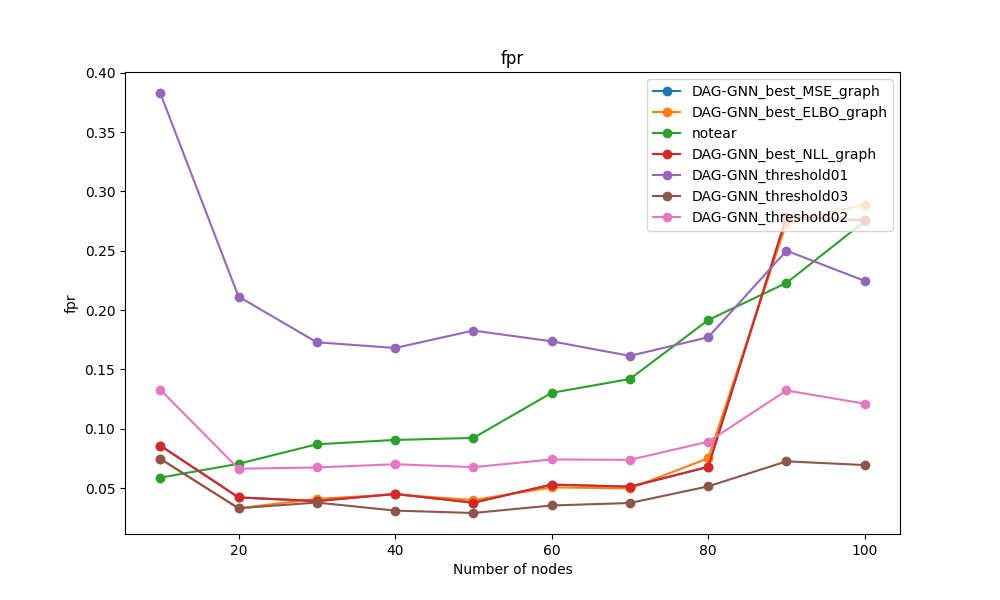 fpr
0.40
0.35
0.30
0.25
0.20
0.15
0.10
0.05
fpr
DAG-GNN_best_MSE_graph
DAG-GNN_best_ELBO_graph
notear
DAG-GNN_best_NLL_graph
DAG-GNN_threshold01
DAG-GNN_threshold03
DAG-GNN_threshold02
20 40 60 80 100
Number of nodes